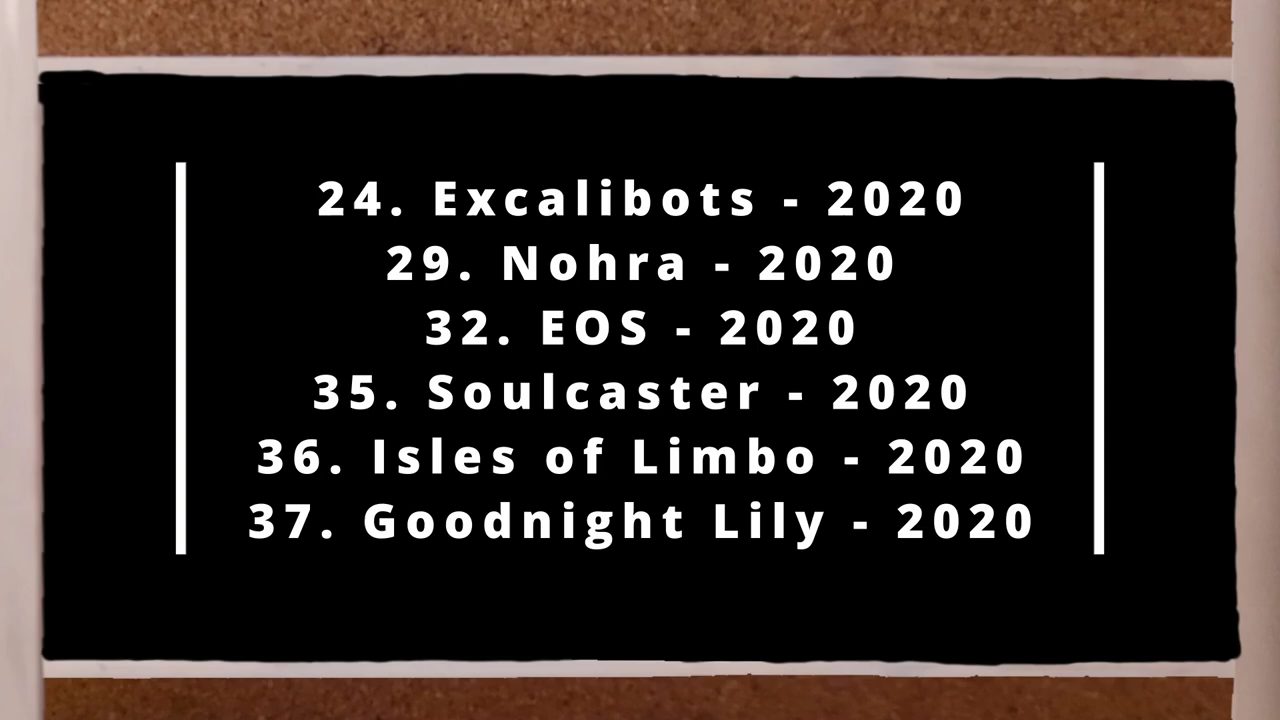 24. Excalibots - 2020
29. Nohra - 2020
32. EOS - 2020
35. Soulcaster - 2020
36. Isles of Limbo - 2020
37. Goodnight Lily - 2020